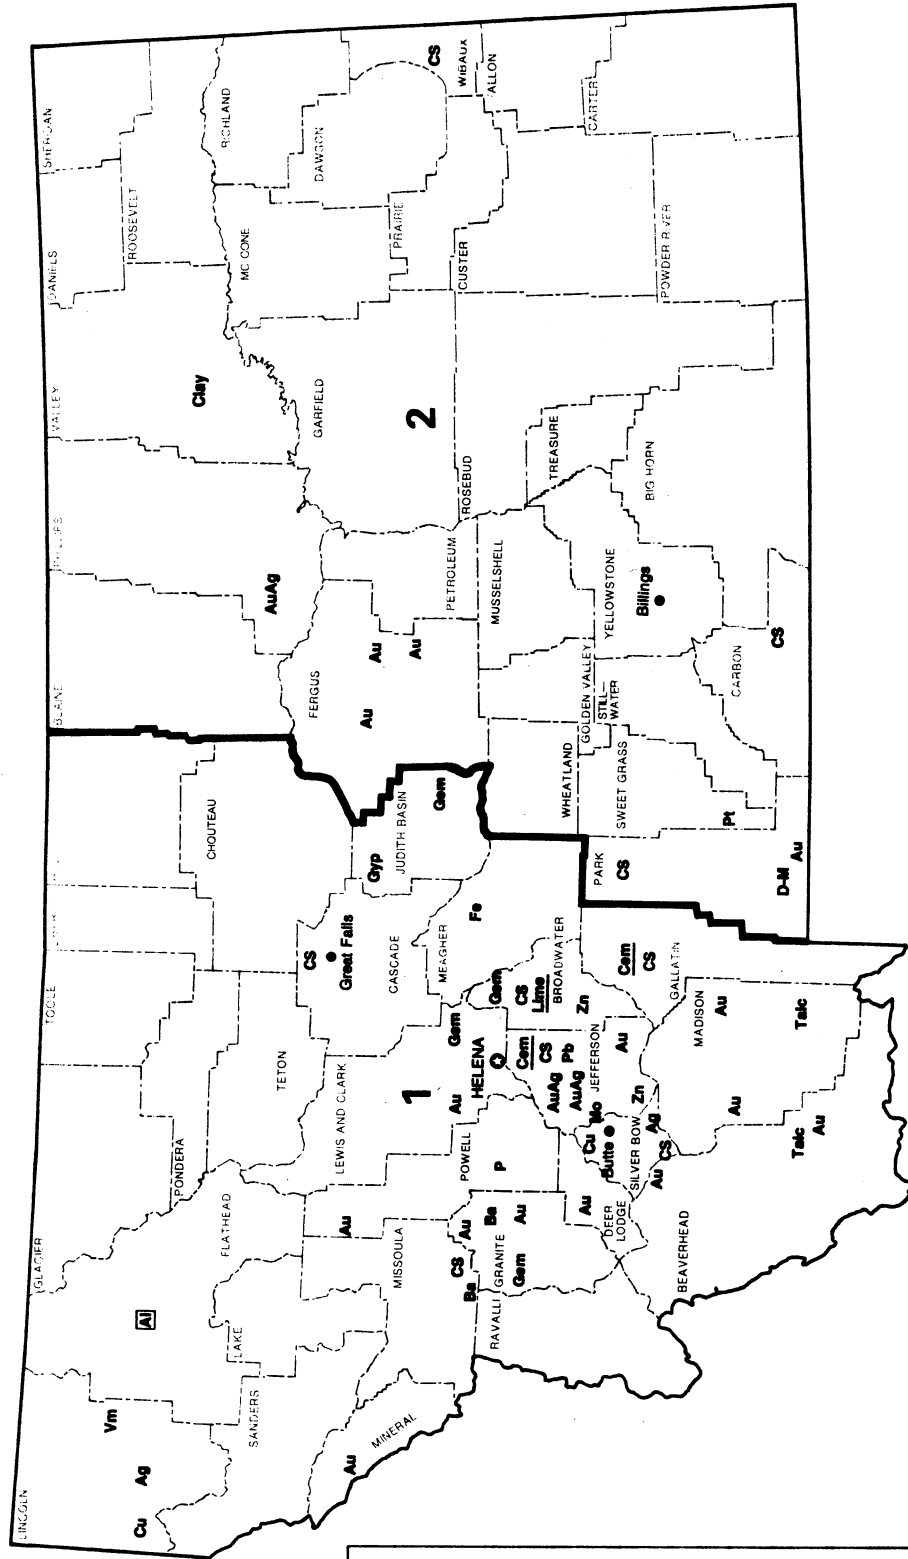 LINCOLN
GLACIER
TOOLE
BLAINE
PHILLIPS
VALLEY
DANIELS
SHERIDAN
Vm
Ag
Cu
Al
FLATHEAD
PONDERA
LAKE
SANDERS
TETON
CHOUTEAU
ROOSEVELT
Clay
RICHLAND
MC CONE
AuAg
Au
MINERAL
Au
MISSOULA
LEWIS AND CLARK
CS
Great Falls
CASCADE
Gyp
JUDITH BASIN
Gem
FERGUS
Au
Au
Au
PETROLEUM
GARFIELD
DAWSON
PRAIRIE
CS
WIBAUX
FALLON
1
2
POWELL
Au
HELENA
Q
Gem
MEAGHER
Fe
Gem
CS
Lime
BROADWATER
Zn
Cem
CS
Pb
AuAg
AuAg
JEFFERSON
Au
Mo
Zn
P
CS
Ba
Au
Ba
Au
Gem
GRANITE
RAVALLI
Au
DEER
LODGE
Cu
Butte
SILVER BOW
Ag
CS
Au
BEAVERHEAD
MADISON
Au
Au
Talc
Talc
Au
GALLATIN
Cem
CS
PARK
CS
D-M
Au
Pt
SWEET GRASS
WHEATLAND
GOLDEN VALLEY
STILL-
WATER
MUSSELSHELL
YELLOWSTONE
Billings
CARBON
CS
BIG HORN
TREASURE
ROSEBUD
CUSTER
POWDER RIVER
CARTER